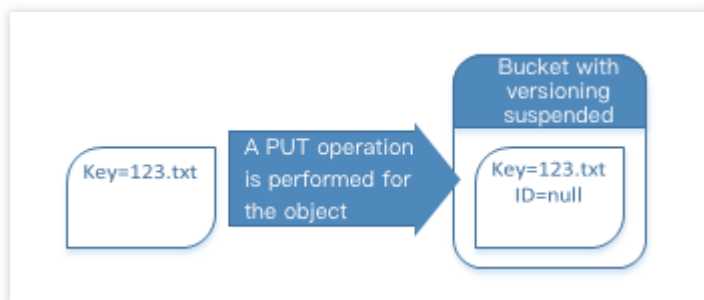 Key=123.txt
A PUT operation
is performed for
the object
Bucket with
versioning
suspended
Key=123.txt
ID=null